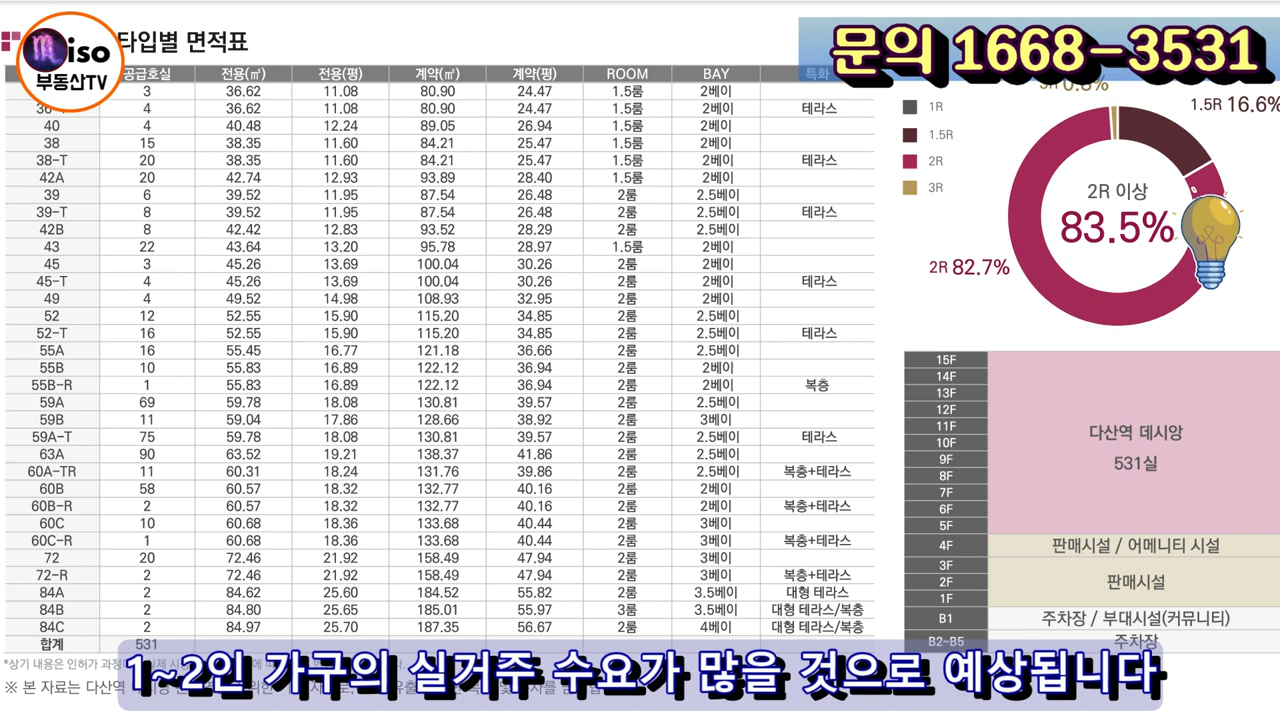 miso
부동산TV
타입별 면적표
문의 1668-3531
공급호실 전용(㎡) 전용(평) 계약(㎡) 계약(평) ROOM BAY 특화
3 36.62 11.08 80.90 24.47 1.5룸 2베이
4 36.62 11.08 80.90 24.47 1.5룸 2베이 테라스
40 4 40.48 12.24 89.05 26.94 1.5룸 2베이
38 15 38.35 11.60 84.21 25.47 1.5룸 2베이
38-T 20 38.35 11.60 84.21 25.47 1.5룸 2베이 테라스
42A 20 42.74 12.93 93.89 28.40 1.5룸 2베이
39 6 39.52 11.95 87.54 26.48 2룸 2.5베이
39-T 8 39.52 11.95 87.54 26.48 2룸 2.5베이 테라스
42B 8 42.42 12.83 93.52 28.29 2룸 2.5베이
43 22 43.64 13.20 95.78 28.97 1.5룸 2베이
45 3 45.26 13.69 100.04 30.26 2룸 2베이
45-T 4 45.26 13.69 100.04 30.26 2룸 2베이 테라스
49 4 49.52 14.98 108.93 32.95 2룸 2베이
52 12 52.55 15.90 115.20 34.85 2룸 2.5베이
52-T 16 52.55 15.90 115.20 34.85 2룸 2.5베이 테라스
55A 16 55.45 16.77 121.18 36.66 2룸 2.5베이
55B 10 55.83 16.89 122.12 36.94 2룸 2베이
55B-R 1 55.83 16.89 122.12 36.94 2룸 2베이 복층
59A 69 59.78 18.08 130.81 39.57 2룸 2.5베이
59B 11 59.04 17.86 128.66 38.92 2룸 3베이
59A-T 75 59.78 18.08 130.81 39.57 2룸 2.5베이 테라스
63A 90 63.52 19.21 138.37 41.86 2룸 2.5베이
60A-TR 11 60.31 18.24 131.76 39.86 2룸 2.5베이 복층+테라스
60B 58 60.57 18.32 132.77 40.16 2룸 2베이
60B-R 2 60.57 18.32 132.77 40.16 2룸 2베이 복층+테라스
60C 10 60.68 18.36 133.68 40.44 2룸 3베이
60C-R 1 60.68 18.36 133.68 40.44 2룸 3베이 복층+테라스
72 20 72.46 21.92 158.49 47.94 2룸 3베이
72-R 2 72.46 21.92 158.49 47.94 2룸 3베이 복층+테라스
84A 2 84.62 25.60 184.52 55.82 2룸 3.5베이 대형 테라스
84B 2 84.80 25.65 185.01 55.97 3룸 3.5베이 대형 테라스/복층
84C 2 84.97 25.70 187.35 56.67 2룸 4베이 대형 테라스/복층
합계 531
*상기 내용은 인허가 과정
※ 본 자료는 다산역
1R
1.5R
2R
3R
1.5R 16.6%
2R 이상
83.5%
2R 82.7%
15F
14F
13F
12F
11F
10F
9F
8F
7F
6F
5F
다산역 데시앙
531실
4F 판매시설 / 어메니티 시설
3F
2F 판매시설
1F
B1 주차장 / 부대시설(커뮤니티)
B2~B5 주차장
1~2인 가구의 실거주 수요가 많을 것으로 예상됩니다